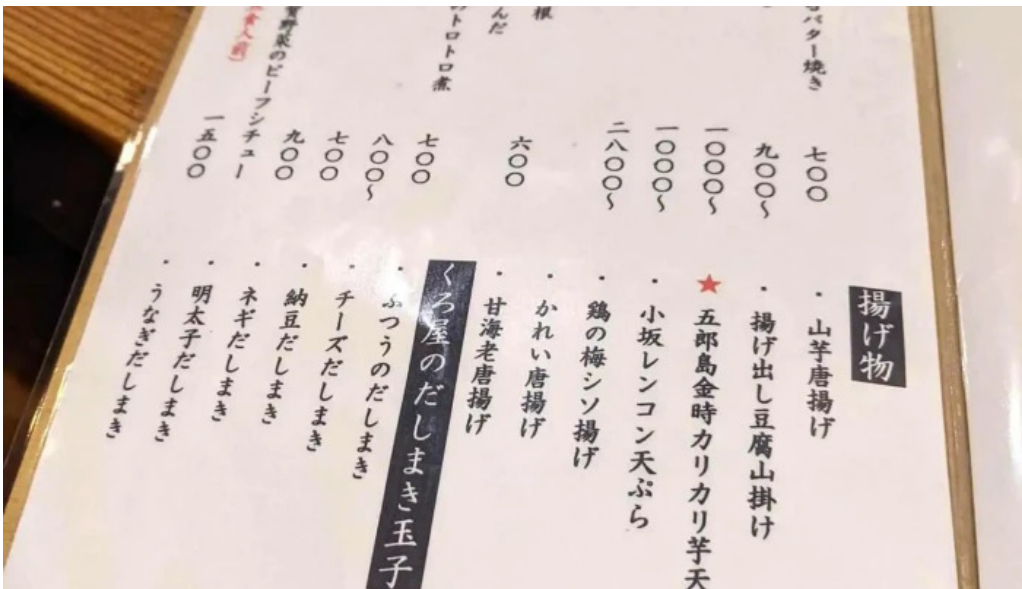 バター焼き
七〇〇
九〇〇～
一〇〇〇～
一〇〇〇～
二八〇〇～
根
んだ
六〇〇
のトロトロ煮
七〇〇
八〇〇～
七〇〇
九〇〇
野菜のビーフシチュー
一五〇〇
揚げ物
・山芋唐揚げ
・揚げ出し豆腐山掛け
★五郎島金時カリカリ芋天
・小坂レンコン天ぷら
・鶏の梅シソ揚げ
・かれい唐揚げ
・甘海老唐揚げ
くろ屋のだしまき玉子
・ふつうのだしまき
・チーズだしまき
・納豆だしまき
・ネギだしまき
・明太子だしまき
・うなぎだしまき